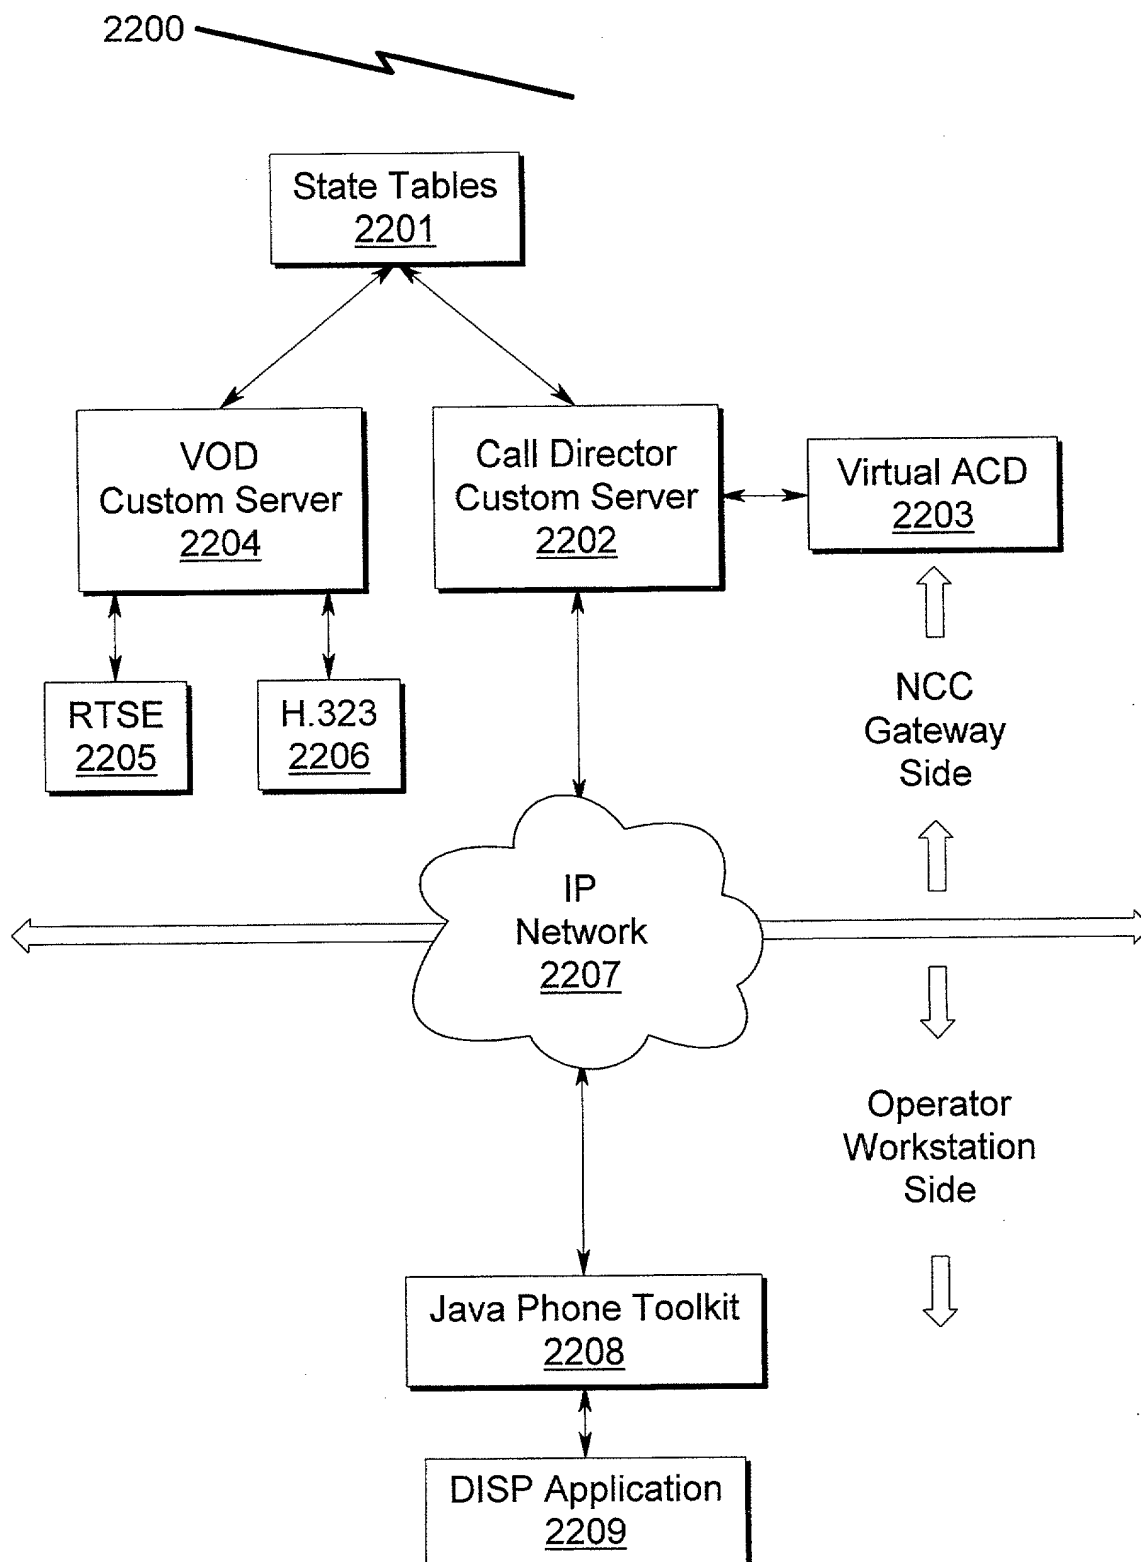 2200
State Tables
2201
VOD
Custom Server
2204
Call Director
Custom Server
2202
Virtual ACD
2203
RTSE
2205
H.323
2206
NCC
Gateway
Side
IP
Network
2207
Operator
Workstation
Side
Java Phone Toolkit
2208
DISP Application
2209